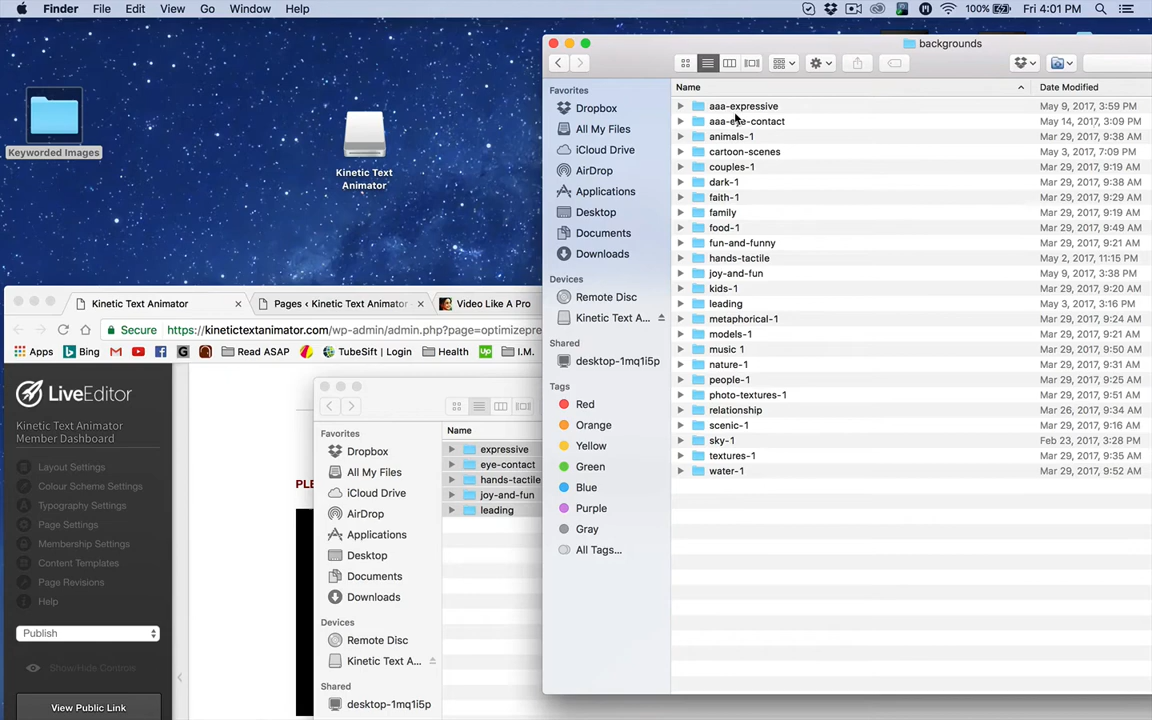 Finder File Edit View Go Window Help 100% Fri 4:01 PM
Keyworded Images
Kinetic Text
Animator
backgrounds
Name Date Modified
Favorites
Dropbox
All My Files
iCloud Drive
AirDrop
Applications
Desktop
Documents
Downloads
Devices
Remote Disc
Kinetic Text A...
Shared
desktop-1mq1i5p
Tags
Red
Orange
Yellow
Green
Blue
Purple
Gray
All Tags...
aaa-expressive May 9, 2017, 3:59 PM
aaa-eye-contact May 14, 2017, 3:09 PM
animals-1 Mar 29, 2017, 9:38 AM
cartoon-scenes May 3, 2017, 7:09 PM
couples-1 Mar 29, 2017, 9:19 AM
dark-1 Mar 29, 2017, 9:38 AM
faith-1 Mar 29, 2017, 9:29 AM
family Mar 29, 2017, 9:19 AM
food-1 Mar 29, 2017, 9:49 AM
fun-and-funny Mar 29, 2017, 9:21 AM
hands-tactile May 2, 2017, 11:15 PM
joy-and-fun May 9, 2017, 3:38 PM
kids-1 Mar 29, 2017, 9:20 AM
leading May 3, 2017, 3:16 PM
metaphorical-1 Mar 29, 2017, 9:24 AM
models-1 Mar 29, 2017, 9:21 AM
music 1 Mar 29, 2017, 9:50 AM
nature-1 Mar 29, 2017, 9:31 AM
people-1 Mar 29, 2017, 9:25 AM
photo-textures-1 Mar 29, 2017, 9:51 AM
relationship Mar 26, 2017, 9:34 AM
scenic-1 Mar 29, 2017, 9:16 AM
sky-1 Feb 23, 2017, 3:28 PM
textures-1 Mar 29, 2017, 9:35 AM
water-1 Mar 29, 2017, 9:52 AM
Kinetic Text Animator Pages ‹ Kinetic Text Animator Video Like A Pro
Secure https://kinetictextanimator.com/wp-admin/admin.php?page=optimizepre
Apps Bing Read ASAP TubeSift | Login Health up I.M.
LiveEditor
Kinetic Text Animator
Member Dashboard
Layout Settings
Colour Scheme Settings
Typography Settings
Page Settings
Membership Settings
Content Templates
Page Revisions
Help
Publish
Show/Hide Controls
View Public Link
PLE
Name
Favorites
Dropbox
All My Files
iCloud Drive
AirDrop
Applications
Desktop
Documents
Downloads
Devices
Remote Disc
Kinetic Text A...
Shared
desktop-1mq1i5p
expressive
eye-contact
hands-tactile
joy-and-fun
leading